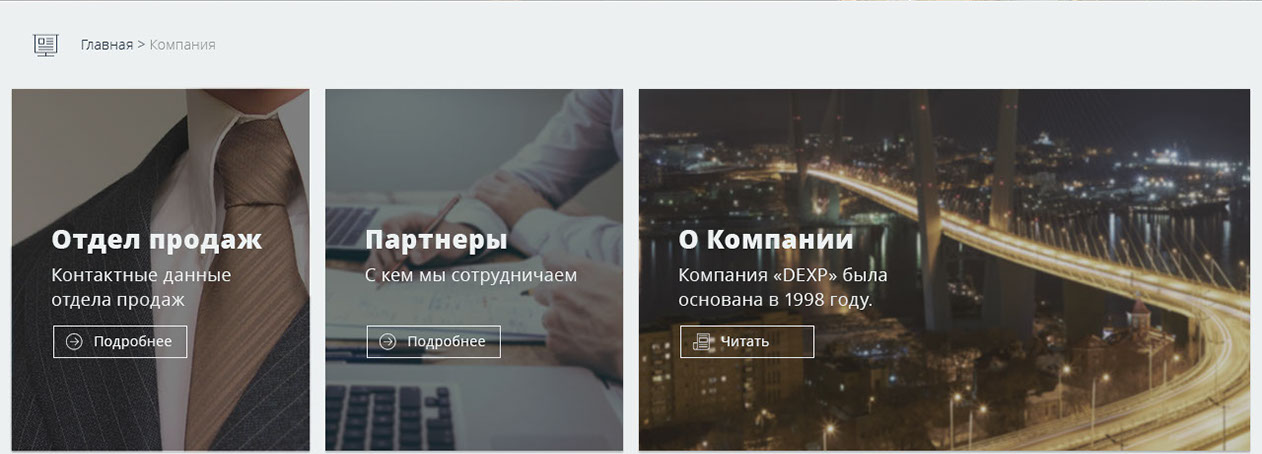 Главная > Компания
Отдел продаж
Контактные данные
отдела продаж
Подробнее
Партнеры
С кем мы сотрудничаем
Подробнее
О Компании
Компания «DEXP» была
основана в 1998 году.
Читать